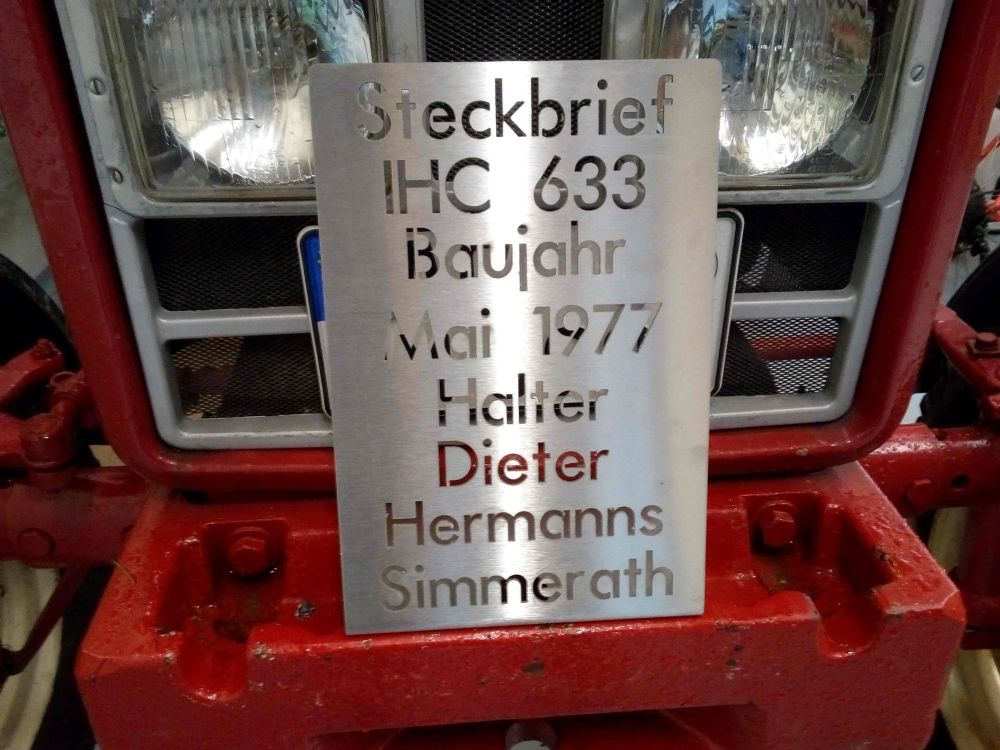 Steckbrief
IHC 633
Baujahr
Mai 1977
Halter
Dieter
Hermanns
Simmerath